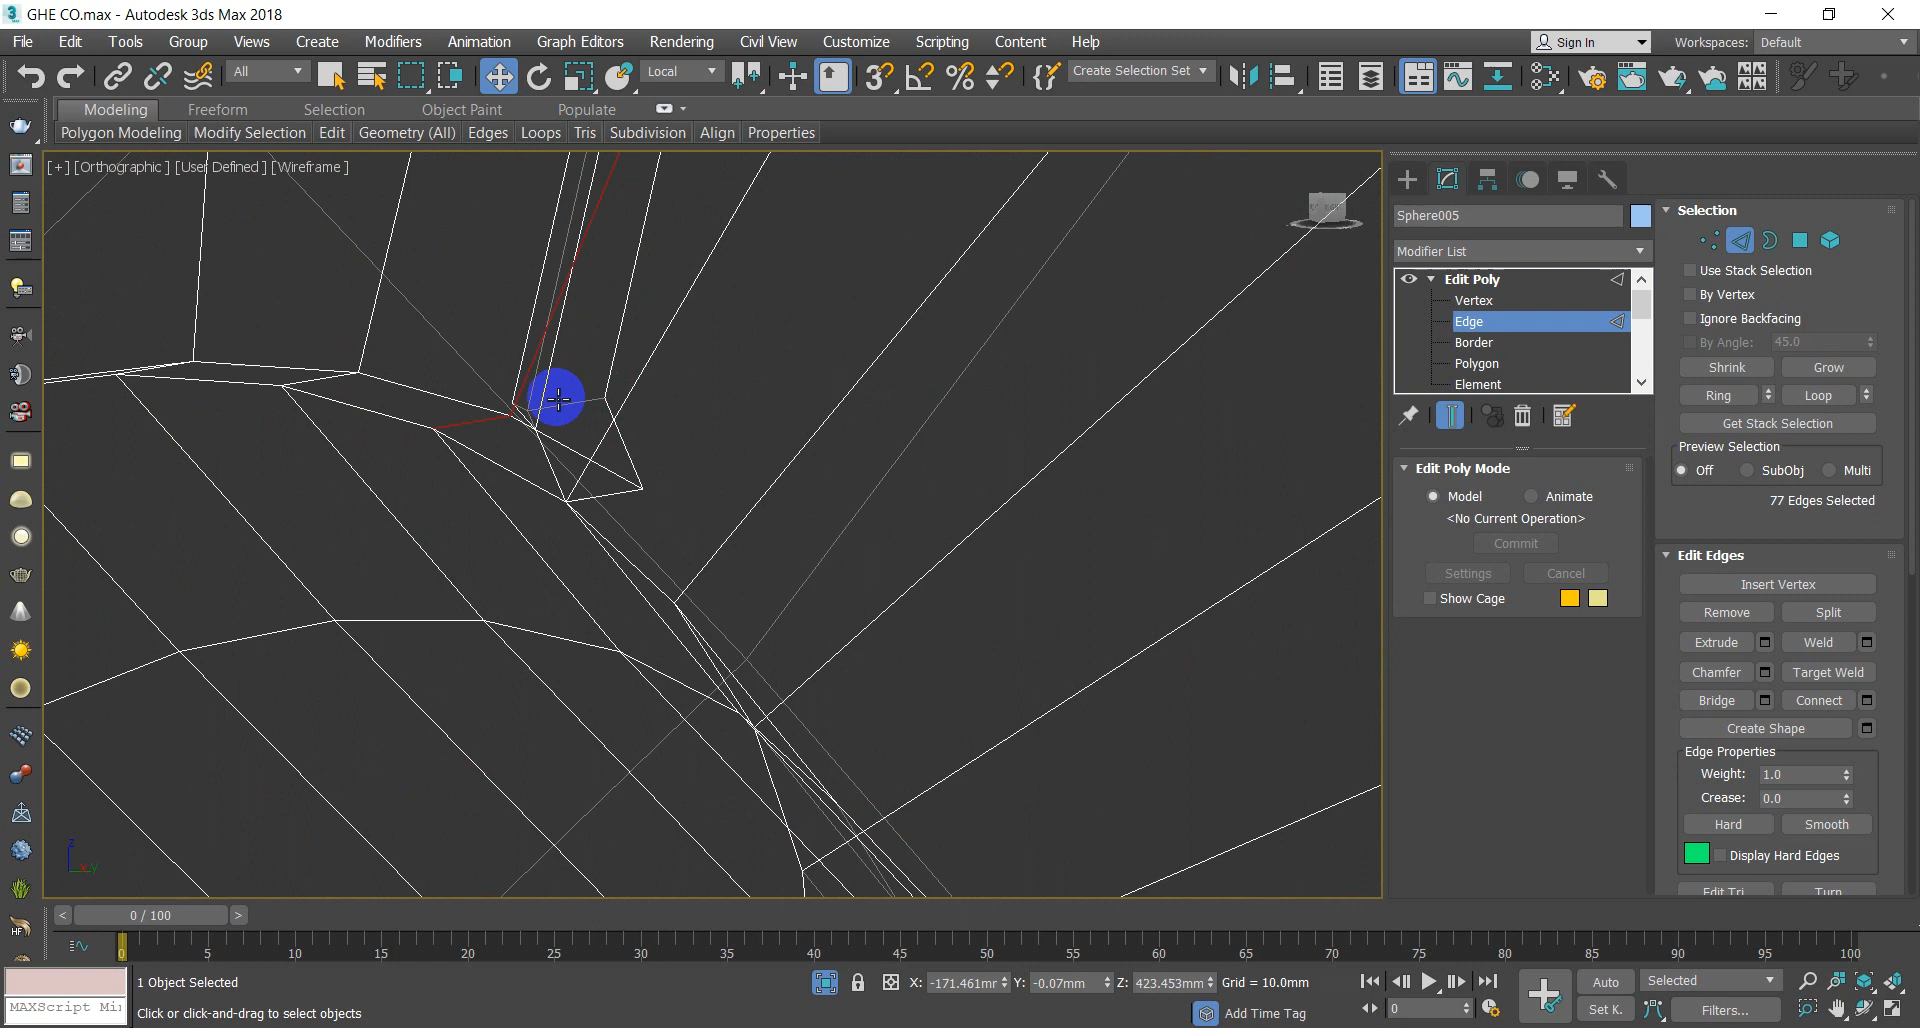 GHE CO.max - Autodesk 3ds Max 2018
File Edit Tools Group Views Create Modifiers Animation Graph Editors Rendering Civil View Customize Scripting Content Help
Sign In Workspaces: Default
All Local Create Selection Set
Modeling Freeform Selection Object Paint Populate
Polygon Modeling Modify Selection Edit Geometry (All) Edges Loops Tris Subdivision Align Properties
[+] [Orthographic ] [User Defined ] [Wireframe ]
Sphere005
Modifier List
Edit Poly
Vertex
Edge
Border
Polygon
Element
Edit Poly Mode
Model Animate
<No Current Operation>
Commit
Settings Cancel
Show Cage
Selection
Use Stack Selection
By Vertex
Ignore Backfacing
By Angle: 45.0
Shrink Grow
Ring Loop
Get Stack Selection
Preview Selection
Off SubObj Multi
77 Edges Selected
Edit Edges
Insert Vertex
Remove Split
Extrude Weld
Chamfer Target Weld
Bridge Connect
Create Shape
Edge Properties
Weight: 1.0
Crease: 0.0
Hard Smooth
Display Hard Edges
Edit Tri. Turn
z x y
HF
< 0 / 100 >
0 5 10 15 20 25 30 35 40 45 50 55 60 65 70 75 80 85 90 95 100
1 Object Selected X: -171.461mr Y: -0.07mm Z: 423.453mm Grid = 10.0mm Auto Selected
MAXScript Mi Click or click-and-drag to select objects Add Time Tag 0 Set K. Filters...